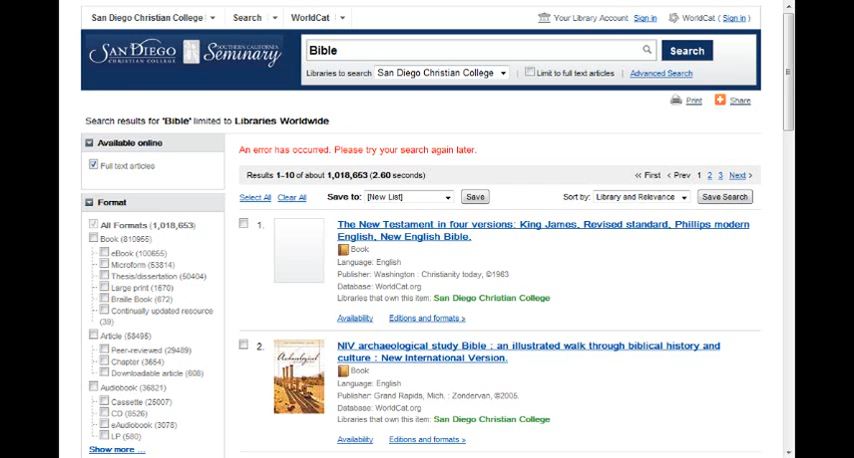 San Diego Christian College Search WorldCat Your Library Account Sign in WorldCat (Sign in)
SAN DIEGO CHRISTIAN COLLEGE SOUTHERN CALIFORNIA Seminary
Bible Search
Libraries to search San Diego Christian College Limit to full text articles Advanced Search
Print Share
Search results for 'Bible' limited to Libraries Worldwide
Available online
Full text articles
Format
All Formats (1,018,653)
Book (810955)
eBook (100655)
Microform (53814)
Thesis/dissertation (50404)
Large print (1670)
Braille Book (672)
Continually updated resource
(39)
Article (58495)
Peer-reviewed (29489)
Chapter (3654)
Downloadable article (608)
Audiobook (36821)
Cassette (25007)
CD (8526)
eAudiobook (3078)
LP (580)
Show more ...
An error has occurred. Please try your search again later.
Results 1-10 of about 1,018,653 (2.60 seconds) « First < Prev 1 2 3 Next >
Select All Clear All Save to: [New List] Save Sort by: Library and Relevance Save Search
1. The New Testament in four versions: King James, Revised standard, Phillips modern
English, New English Bible.
Book
Language: English
Publisher: Washington : Christianity today, ©1963
Database: WorldCat.org
Libraries that own this item: San Diego Christian College
Availability Editions and formats »
2. NIV archaeological study Bible : an illustrated walk through biblical history and
culture : New International Version.
Archaeological
Book
Language: English
Publisher: Grand Rapids, Mich. : Zondervan, ©2005.
Database: WorldCat.org
Libraries that own this item: San Diego Christian College
Availability Editions and formats »